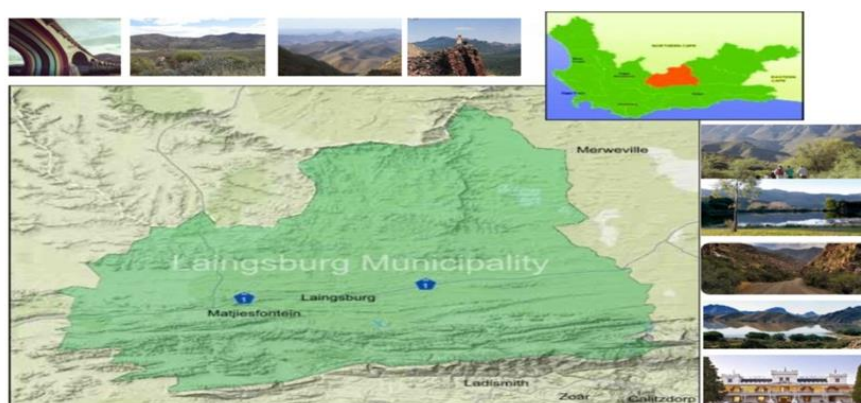 NORTHERN CAPE
EASTERN
CAPE
Merweville
Laingsburg Municipality
1
1
Laingsburg
Matjiesfontein
Ladismith
Zoar
Calitzdorp